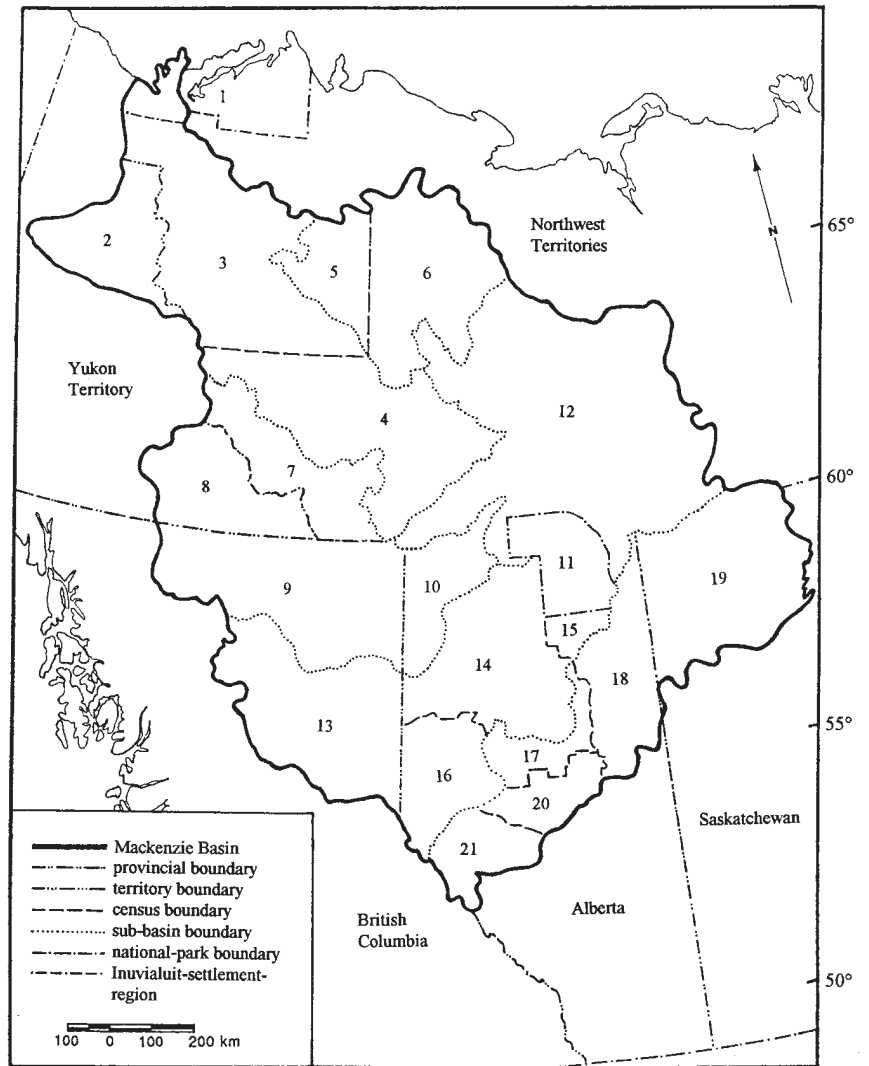 1
N
Northwest
Territories
65°
2
3
5
6
Yukon
Territory
4
12
60°
7
8
11
19
9
10
15
14
18
13
55°
17
16
20
Saskatchewan
21
Mackenzie Basin
provincial boundary
territory boundary
census boundary
sub-basin boundary
national-park boundary
Inuvialuit-settlement-
region
British
Columbia
Alberta
50°
100 0 100 200 km